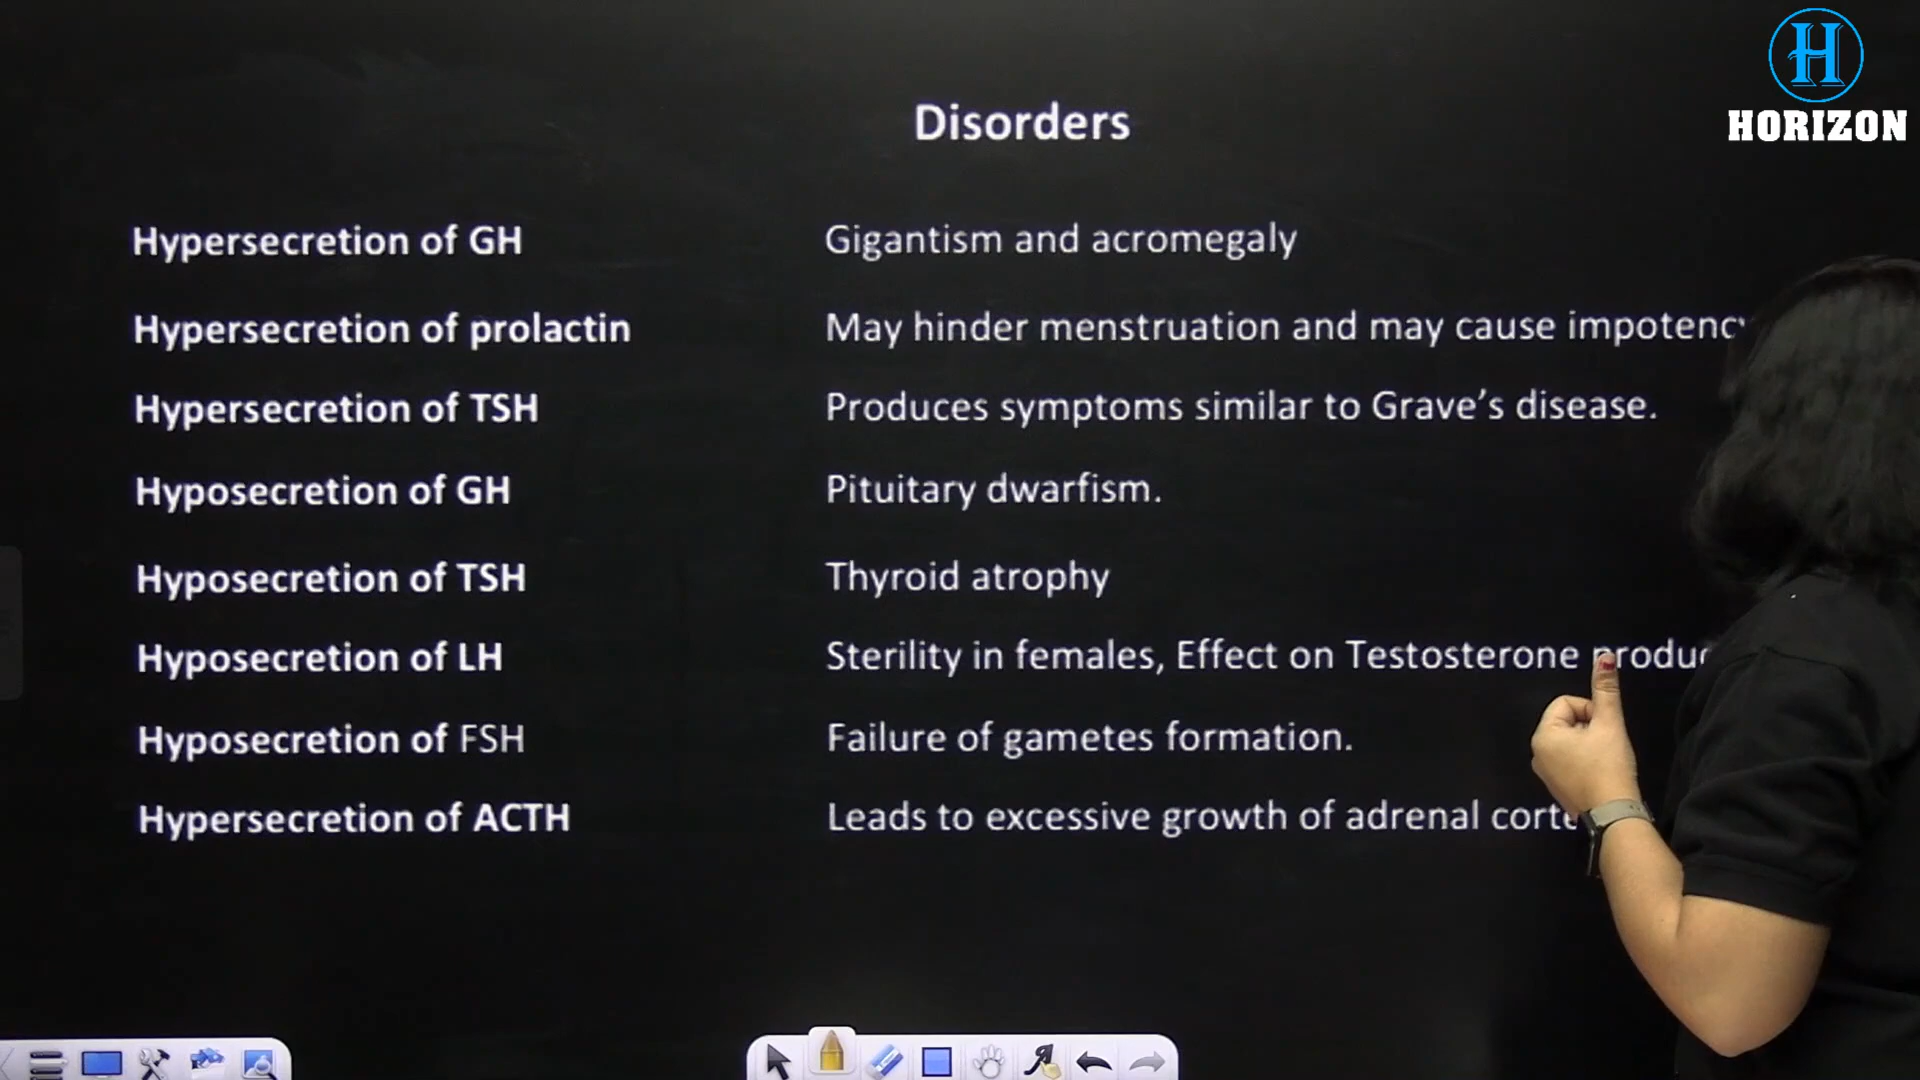 H
HORIZON
Disorders
Hypersecretion of GH Gigantism and acromegaly
Hypersecretion of prolactin May hinder menstruation and may cause
Hypersecretion of TSH Produces symptoms similar to Grave's disease.
Hyposecretion of GH Pituitary dwarfism.
Hyposecretion of TSH Thyroid atrophy
Hyposecretion of LH Sterility in females, Effect on Testosterone
Hyposecretion of FSH Failure of gametes formation.
Hypersecretion of ACTH Leads to excessive growth of adrenal